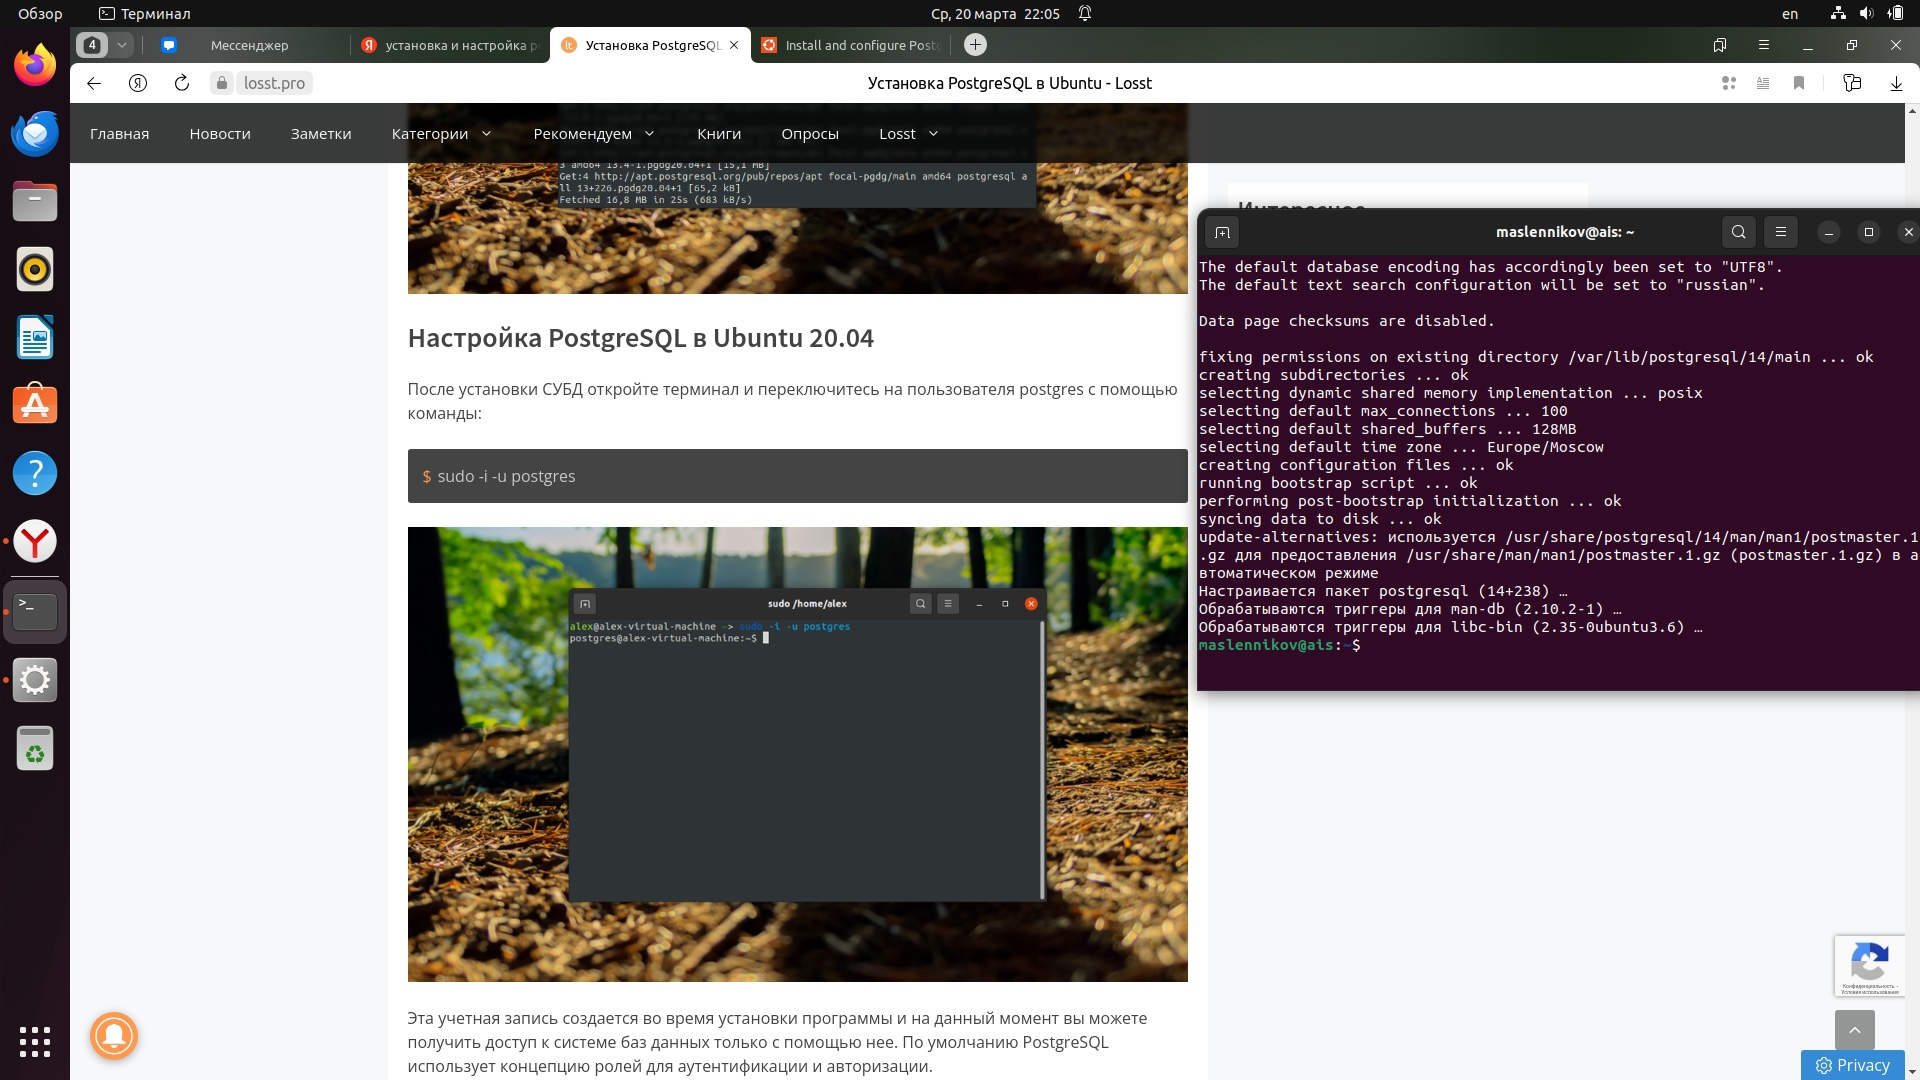 Обзор Терминал Ср, 20 марта 22:05 en
4 Мессенджер установка и настройка p Установка PostgreSQL Install and configure Postg
losst.pro Установка PostgreSQL в Ubuntu - Losst
Главная Новости Заметки Категории Рекомендуем Книги Опросы Losst
3 amd64 13.4-1.pgdg20.04+1 [15,1 MB]
Get:4 http://apt.postgresql.org/pub/repos/apt focal-pgdg/main amd64 postgresql a
ll 13+226.pgdg20.04+1 [65,2 kB]
Fetched 16,8 MB in 25s (683 kB/s)
Настройка PostgreSQL в Ubuntu 20.04
После установки СУБД откройте терминал и переключитесь на пользователя postgres с помощью
команды:
$ sudo -i -u postgres
sudo /home/alex
alex@alex-virtual-machine -> sudo -i -u postgres
postgres@alex-virtual-machine:~$
Эта учетная запись создается во время установки программы и на данный момент вы можете
получить доступ к системе баз данных только с помощью нее. По умолчанию PostgreSQL
использует концепцию ролей для аутентификации и авторизации.
Интересное
maslennikov@ais: ~
The default database encoding has accordingly been set to "UTF8".
The default text search configuration will be set to "russian".
Data page checksums are disabled.
fixing permissions on existing directory /var/lib/postgresql/14/main ... ok
creating subdirectories ... ok
selecting dynamic shared memory implementation ... posix
selecting default max_connections ... 100
selecting default shared_buffers ... 128MB
selecting default time zone ... Europe/Moscow
creating configuration files ... ok
running bootstrap script ... ok
performing post-bootstrap initialization ... ok
syncing data to disk ... ok
update-alternatives: используется /usr/share/postgresql/14/man/man1/postmaster.1
.gz для предоставления /usr/share/man/man1/postmaster.1.gz (postmaster.1.gz) в а
втоматическом режиме
Настраивается пакет postgresql (14+238) …
Обрабатываются триггеры для man-db (2.10.2-1) …
Обрабатываются триггеры для libc-bin (2.35-0ubuntu3.6) …
maslennikov@ais:~$
Конфиденциальность -
Условия использования
Privacy